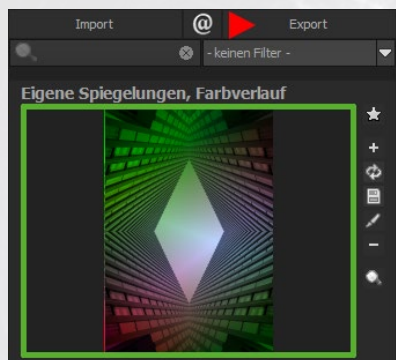 Import @ Export
- keinen Filter -
Eigene Spiegelungen, Farbverlauf